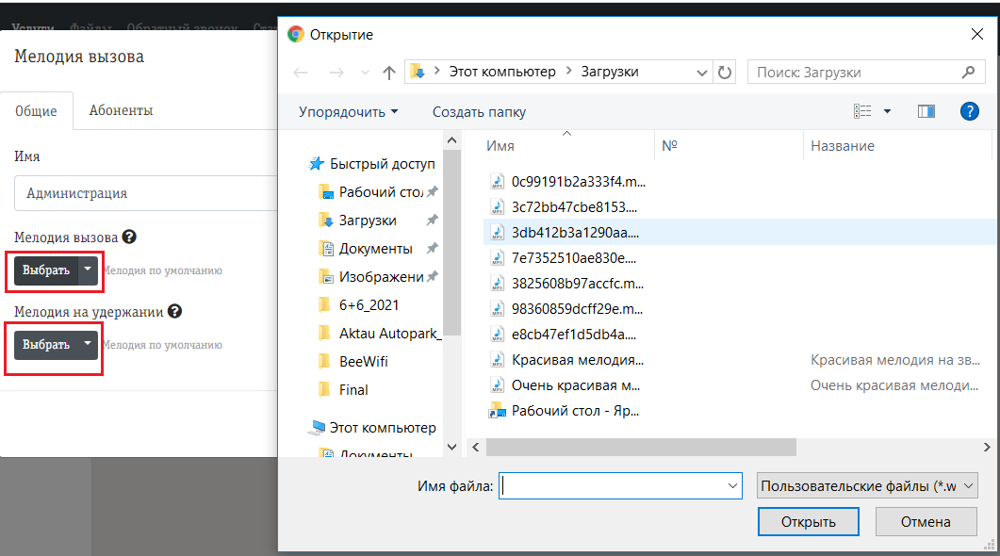 Услуги Файлы Обратный звонок
Мелодия вызова
Общие
Абоненты
Имя
Администрация
Мелодия вызова ?
Выбрать
Мелодия по умолчанию
Мелодия на удержании ?
Выбрать
Мелодия по умолчанию
Открытие
Этот компьютер > Загрузки
Поиск: Загрузки
Упорядочить
Создать папку
?
Имя
№
Название
Быстрый доступ
Рабочий стол
Загрузки
Документы
Изображени
6+6_2021
Aktau Autopark_
BeeWifi
Final
Этот компьютер
Документы
0c99191b2a333f4.m...
3c72bb47cbe8153....
3db412b3a1290aa....
7e7352510ae830e....
3825608b97accfc.m...
98360859dcff29e.m...
e8cb47ef1d5db4a....
Красивая мелодия...
Красивая мелодия на зв...
Очень красивая м...
Очень красивая мелоди...
Рабочий стол - Яр...
Имя файла:
Пользовательские файлы (*.w
Открыть
Отмена